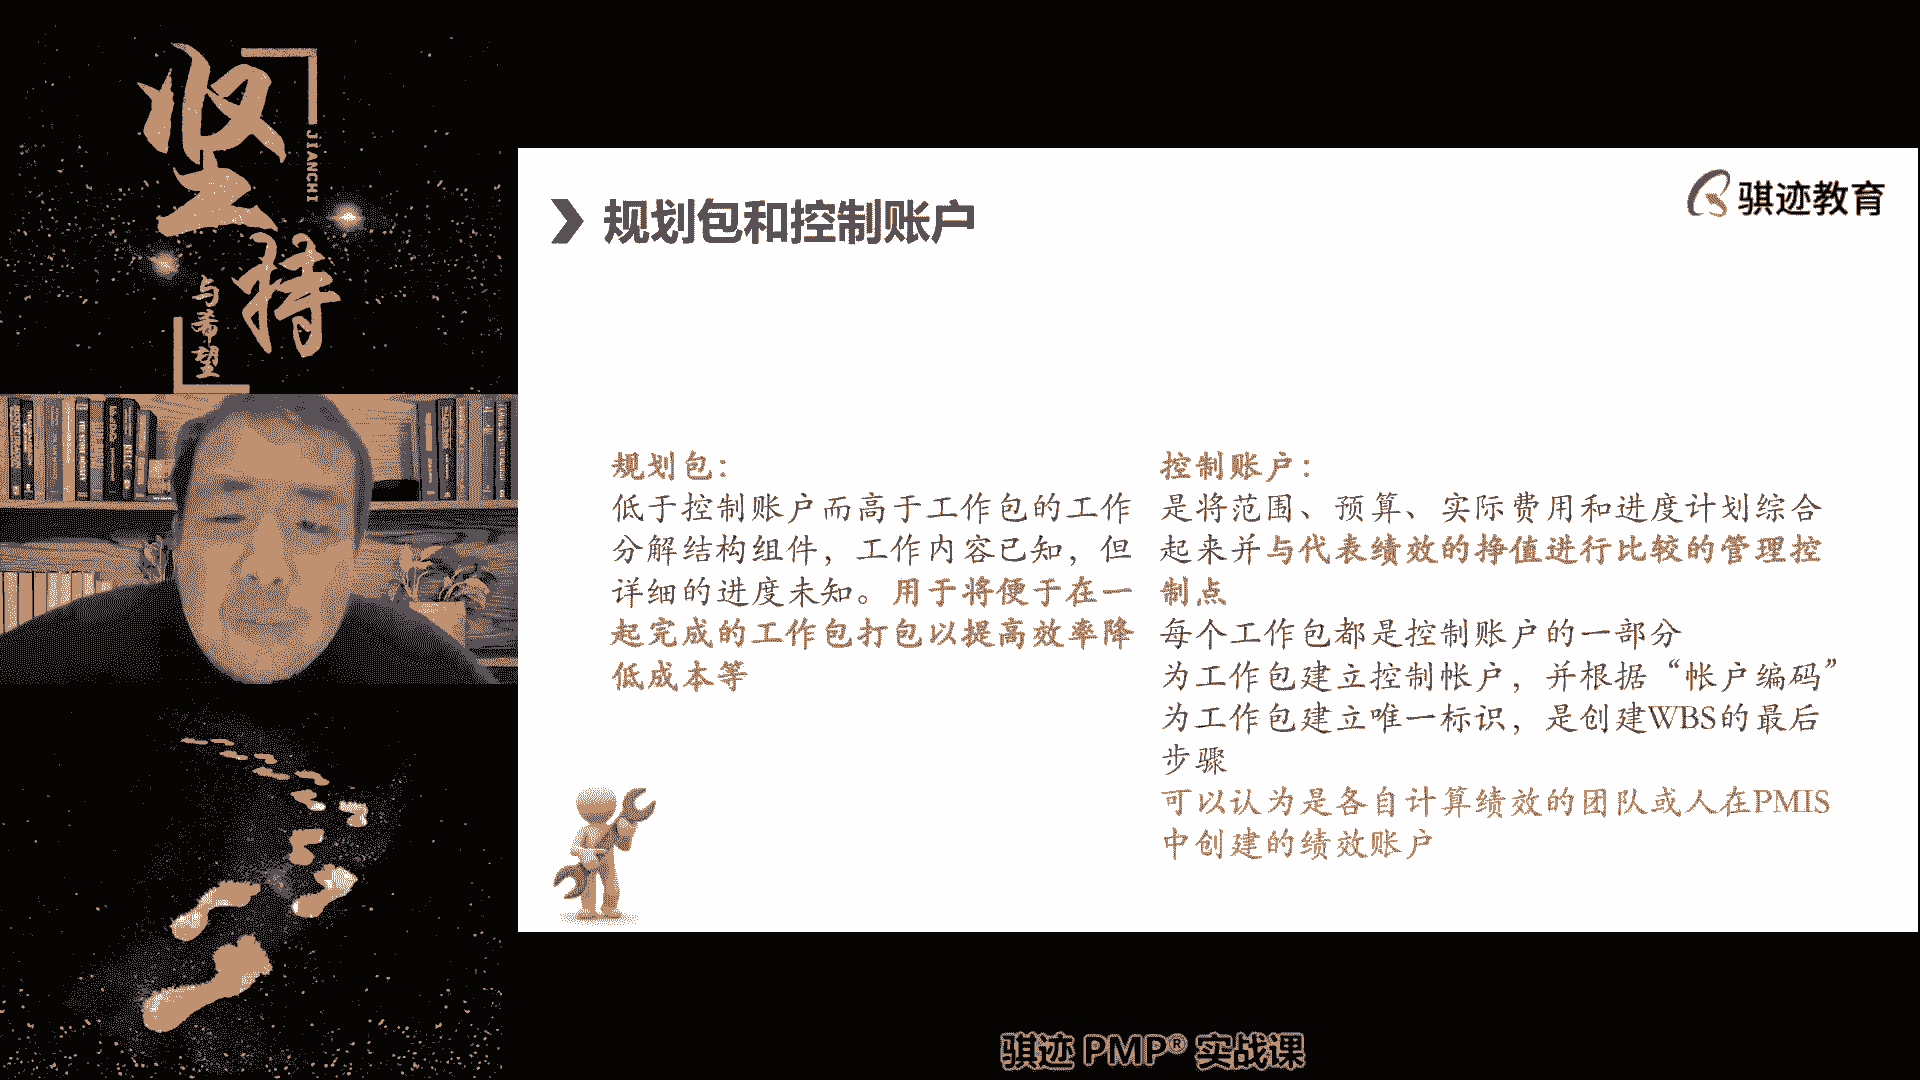 坚持
JIANCHI
与希望
骐迹教育
规划包和控制账户
规划包：
低于控制账户而高于工作包的工作
分解结构组件，工作内容已知，但
详细的进度未知。用于将便于在一
起完成的工作包打包以提高效率降
低成本等
控制账户：
是将范围、预算、实际费用和进度计划综合
起来并与代表绩效的挣值进行比较的管理控
制点
每个工作包都是控制账户的一部分
为工作包建立控制帐户，并根据“帐户编码”
为工作包建立唯一标识，是创建WBS的最后
步骤
可以认为是各自计算绩效的团队或人在PMIS
中创建的绩效账户
骐迹 PMP® 实战课